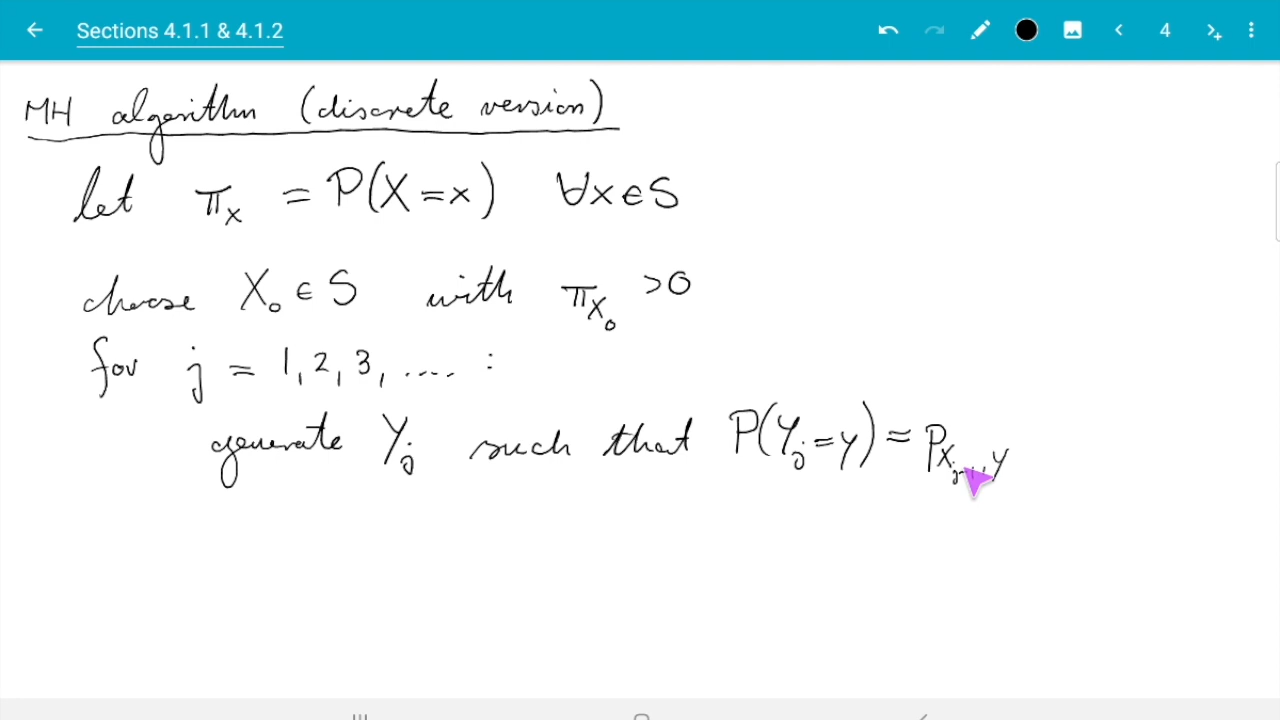 Sections 4.1.1 & 4.1.2
4
MH algorithm (discrete version)
let π_x = P(X=x) ∀x∈S
choose X_0 ∈ S with π_{X_0} >0
for j = 1, 2, 3, .... :
generate Y_j such that P(Y_j=y) = p_{X_{j-1},y}